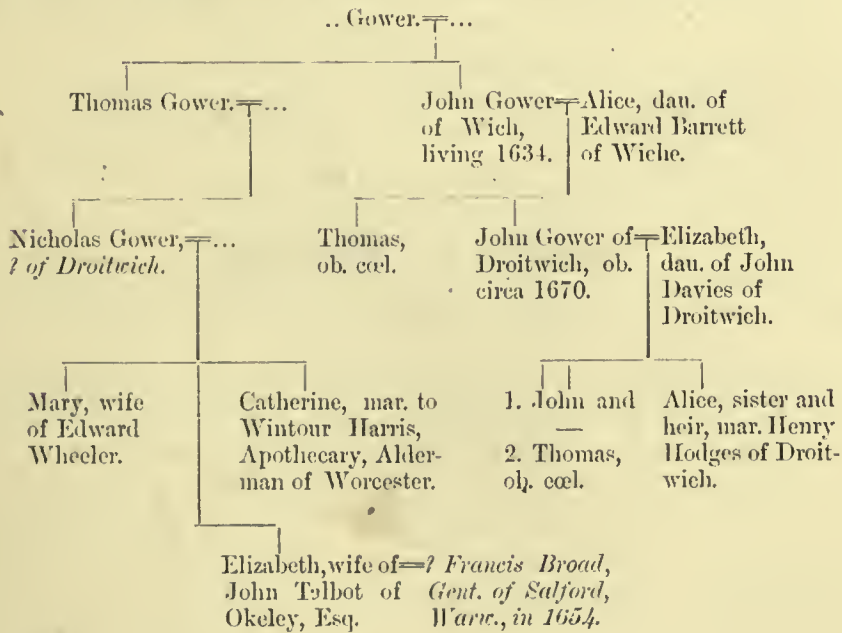 .. Gower. ...
Thomas Gower. ...
John Gower
of Wich,
living 1634.
Alice, dau. of
Edward Barrett
of Wiche.
Nicholas Gower, ...
? of Droitwich.
Thomas,
ob. cœl.
John Gower of
Droitwich, ob.
circa 1670.
Elizabeth,
dau. of John
Davies of
Droitwich.
Mary, wife
of Edward
Wheeler.
Catherine, mar. to
Wintour Harris,
Apothecary, Alder-
man of Worcester.
1. John and
—
2. Thomas,
ob. cœl.
Alice, sister and
heir, mar. Henry
Hodges of Droit-
wich.
Elizabeth, wife of
John Talbot of
Okeley, Esq.
? Francis Broad,
Gent. of Salford,
Warw., in 1654.